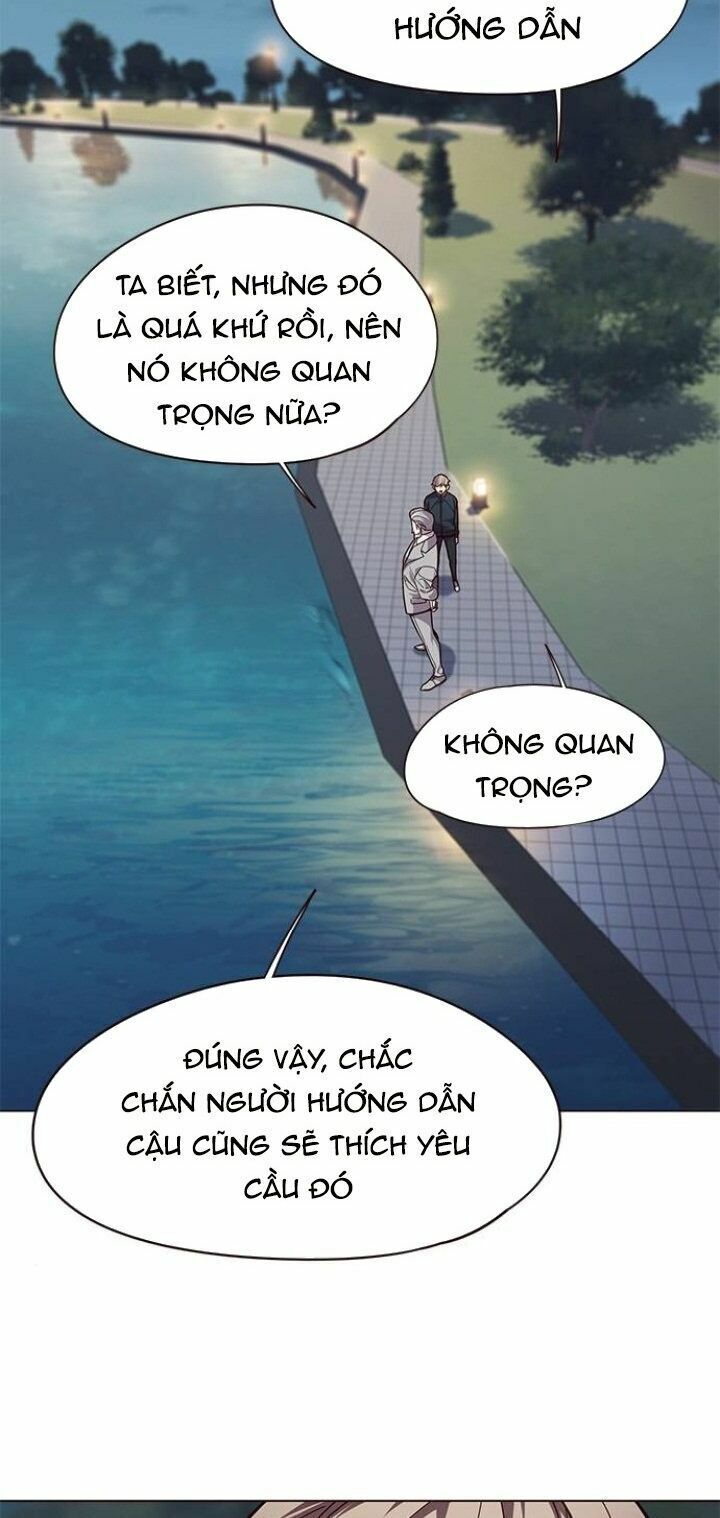 HƯỚNG DẪN
TA BIẾT, NHƯNG ĐÓ
LÀ QUÁ KHỨ RỒI, NÊN
NÓ KHÔNG QUAN
TRỌNG NỮA?
KHÔNG QUAN
TRỌNG?
ĐÚNG VẬY, CHẮC
CHẮN NGƯỜI HƯỚNG DẪN
CẬU CŨNG SẼ THÍCH YÊU
CẦU ĐÓ